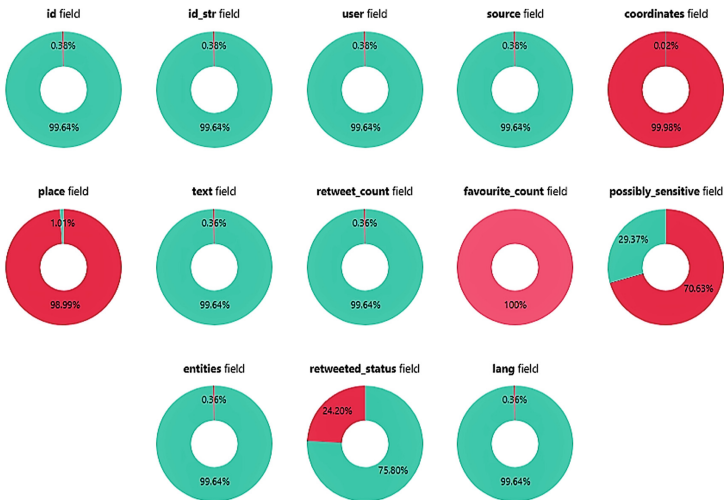 id field
id_str field
user field
source field
coordinates field
0.38%
0.38%
0.38%
0.38%
0.02%
99.64%
99.64%
99.64%
99.64%
99.98%
place field
text field
retweet_count field
favourite_count field
possibly_sensitive field
1.01%
0.36%
0.36%
29.37%
70.63%
98.99%
99.64%
99.64%
100%
entities field
retweeted_status field
lang field
0.36%
24.20%
0.36%
75.80%
99.64%
99.64%